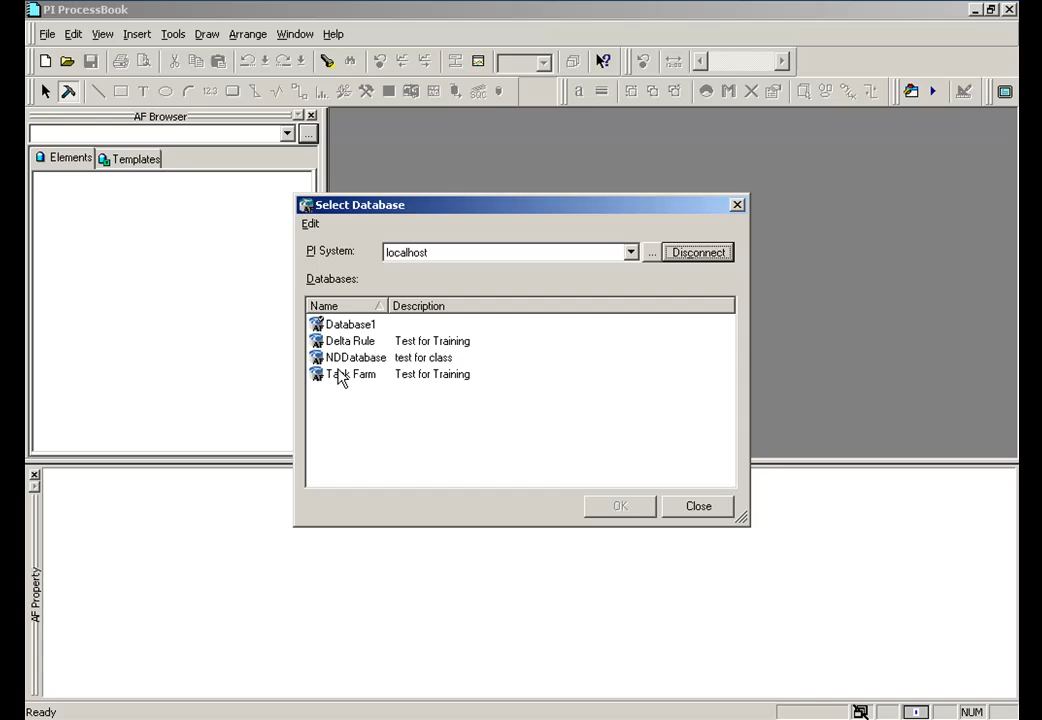 PI ProcessBook
File Edit View Insert Tools Draw Arrange Window Help
123
a
AF Browser
...
Elements Templates
Select Database
Edit
PI System: localhost ... Disconnect
Databases:
Name Description
Database1
Delta Rule Test for Training
NDDatabase test for class
Tank Farm Test for Training
OK Close
AF Property
Ready NUM